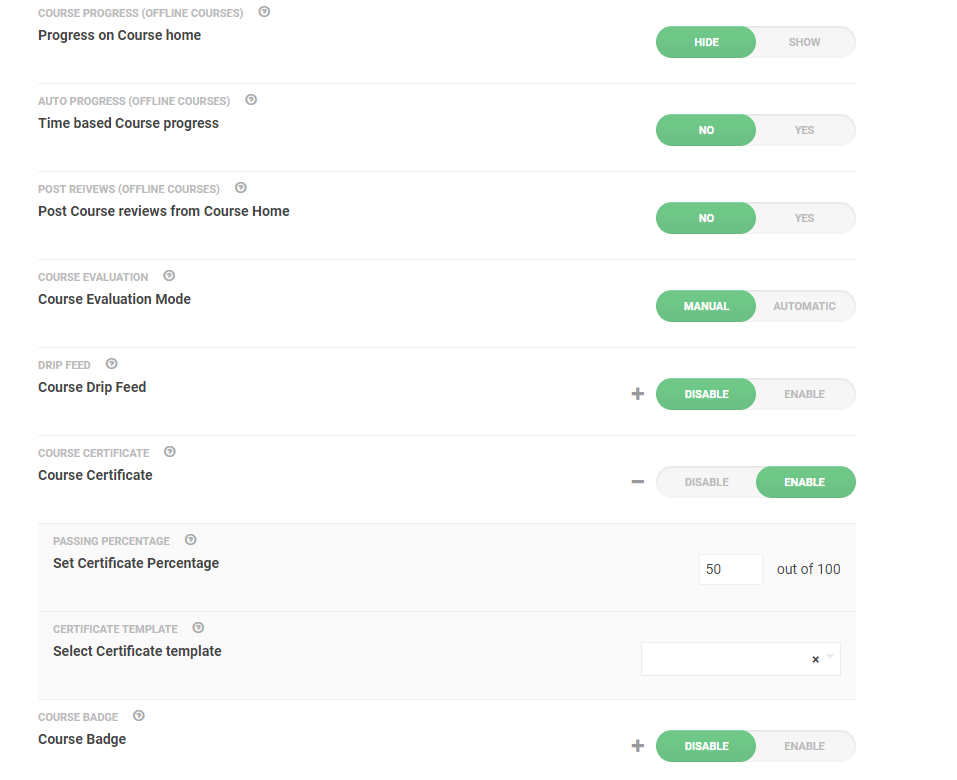 COURSE PROGRESS (OFFLINE COURSES)
Progress on Course home
HIDE SHOW
AUTO PROGRESS (OFFLINE COURSES)
Time based Course progress
NO YES
POST REIVEWS (OFFLINE COURSES)
Post Course reviews from Course Home
NO YES
COURSE EVALUATION
Course Evaluation Mode
MANUAL AUTOMATIC
DRIP FEED
Course Drip Feed
DISABLE ENABLE
COURSE CERTIFICATE
Course Certificate
DISABLE ENABLE
PASSING PERCENTAGE
Set Certificate Percentage
50 out of 100
CERTIFICATE TEMPLATE
Select Certificate template
×
COURSE BADGE
Course Badge
DISABLE ENABLE